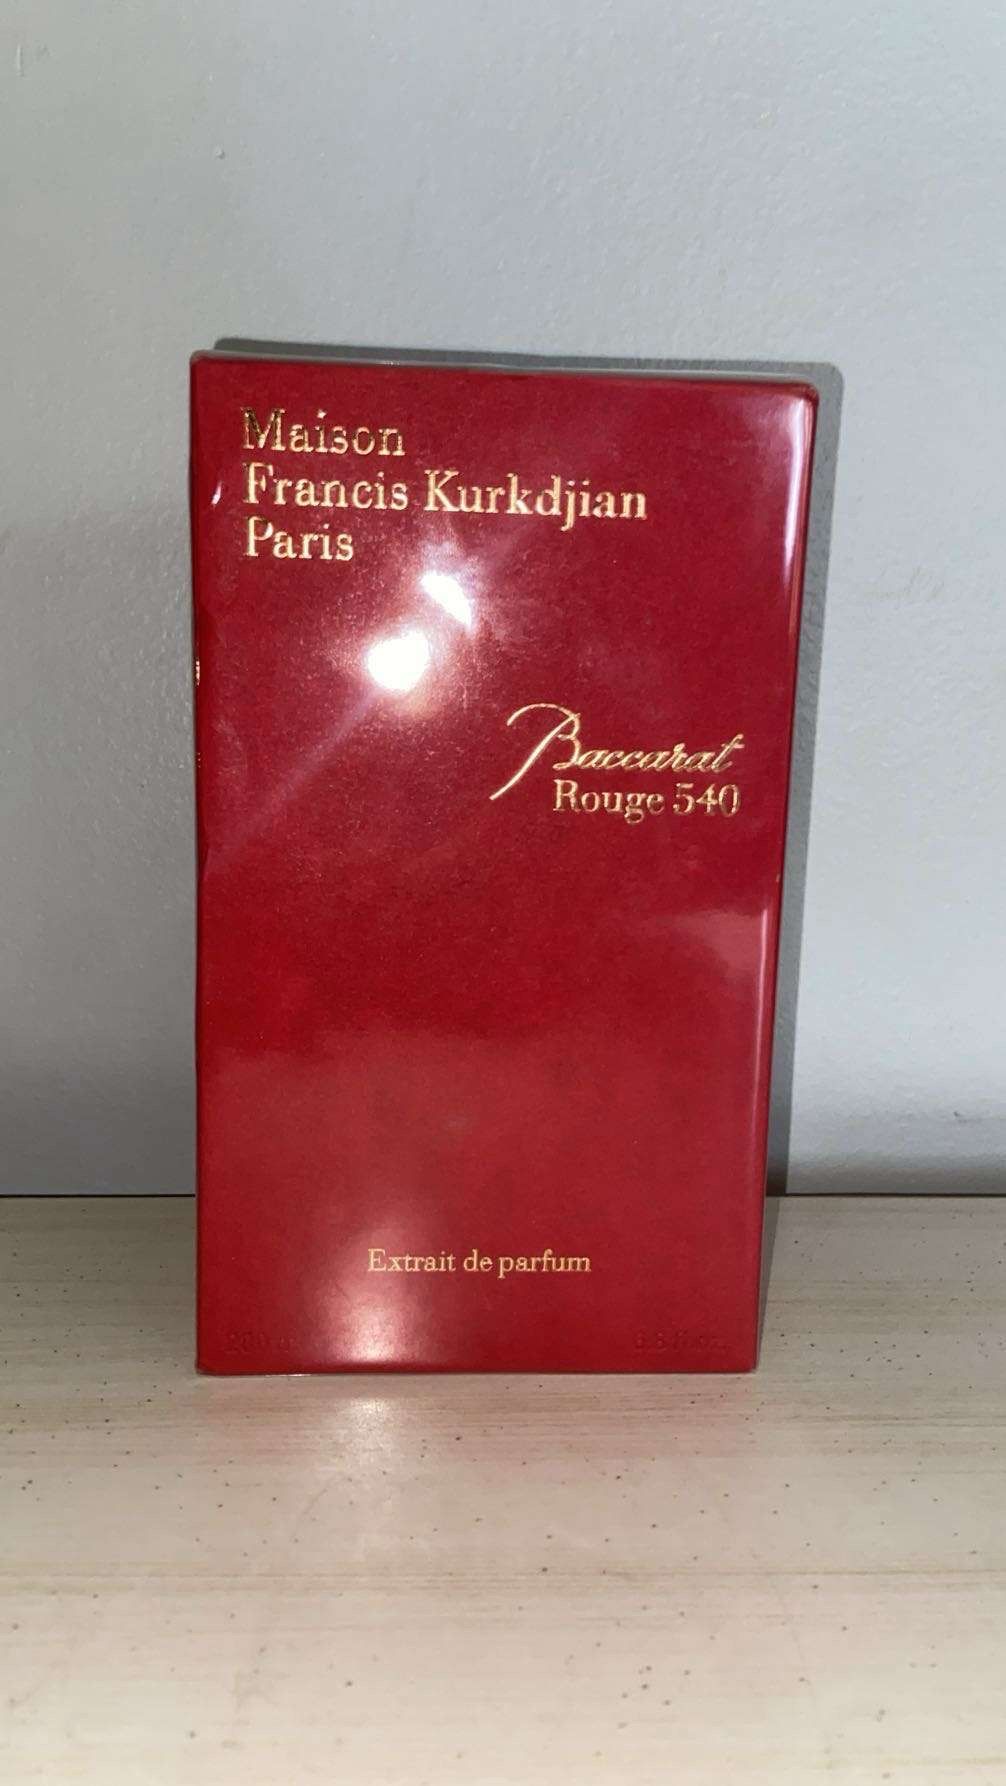 Maison
Francis Kurkdjian
Paris
Baccarat
Rouge 540
Extrait de parfum